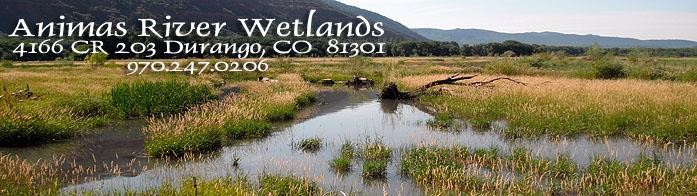 Animas River Wetlands
4166 CR 203 Durango, CO 81301
970.247.0206